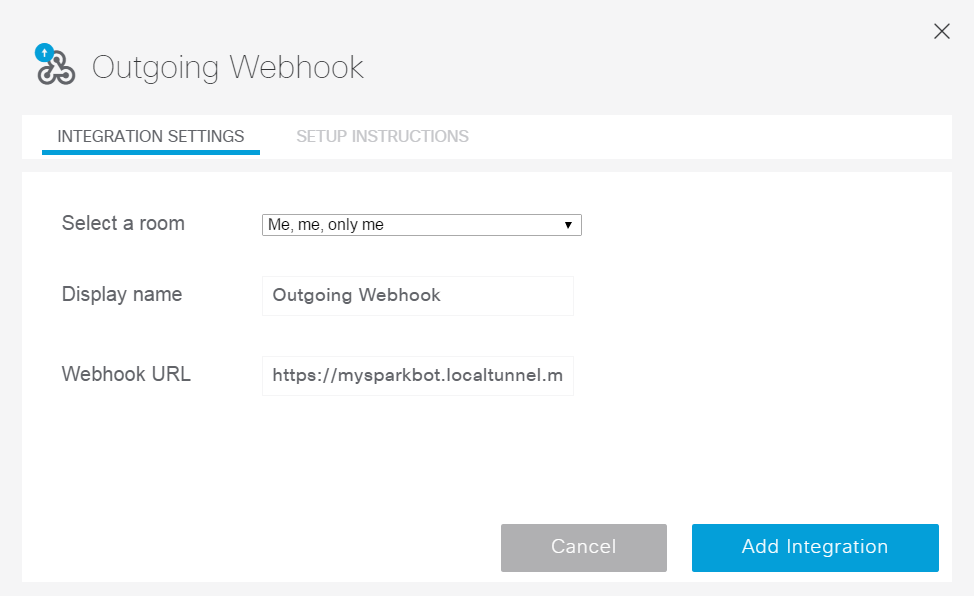 Outgoing Webhook
INTEGRATION SETTINGS SETUP INSTRUCTIONS
Select a room Me, me, only me
Display name Outgoing Webhook
Webhook URL https://mysparkbot.localtunnel.m
Cancel Add Integration